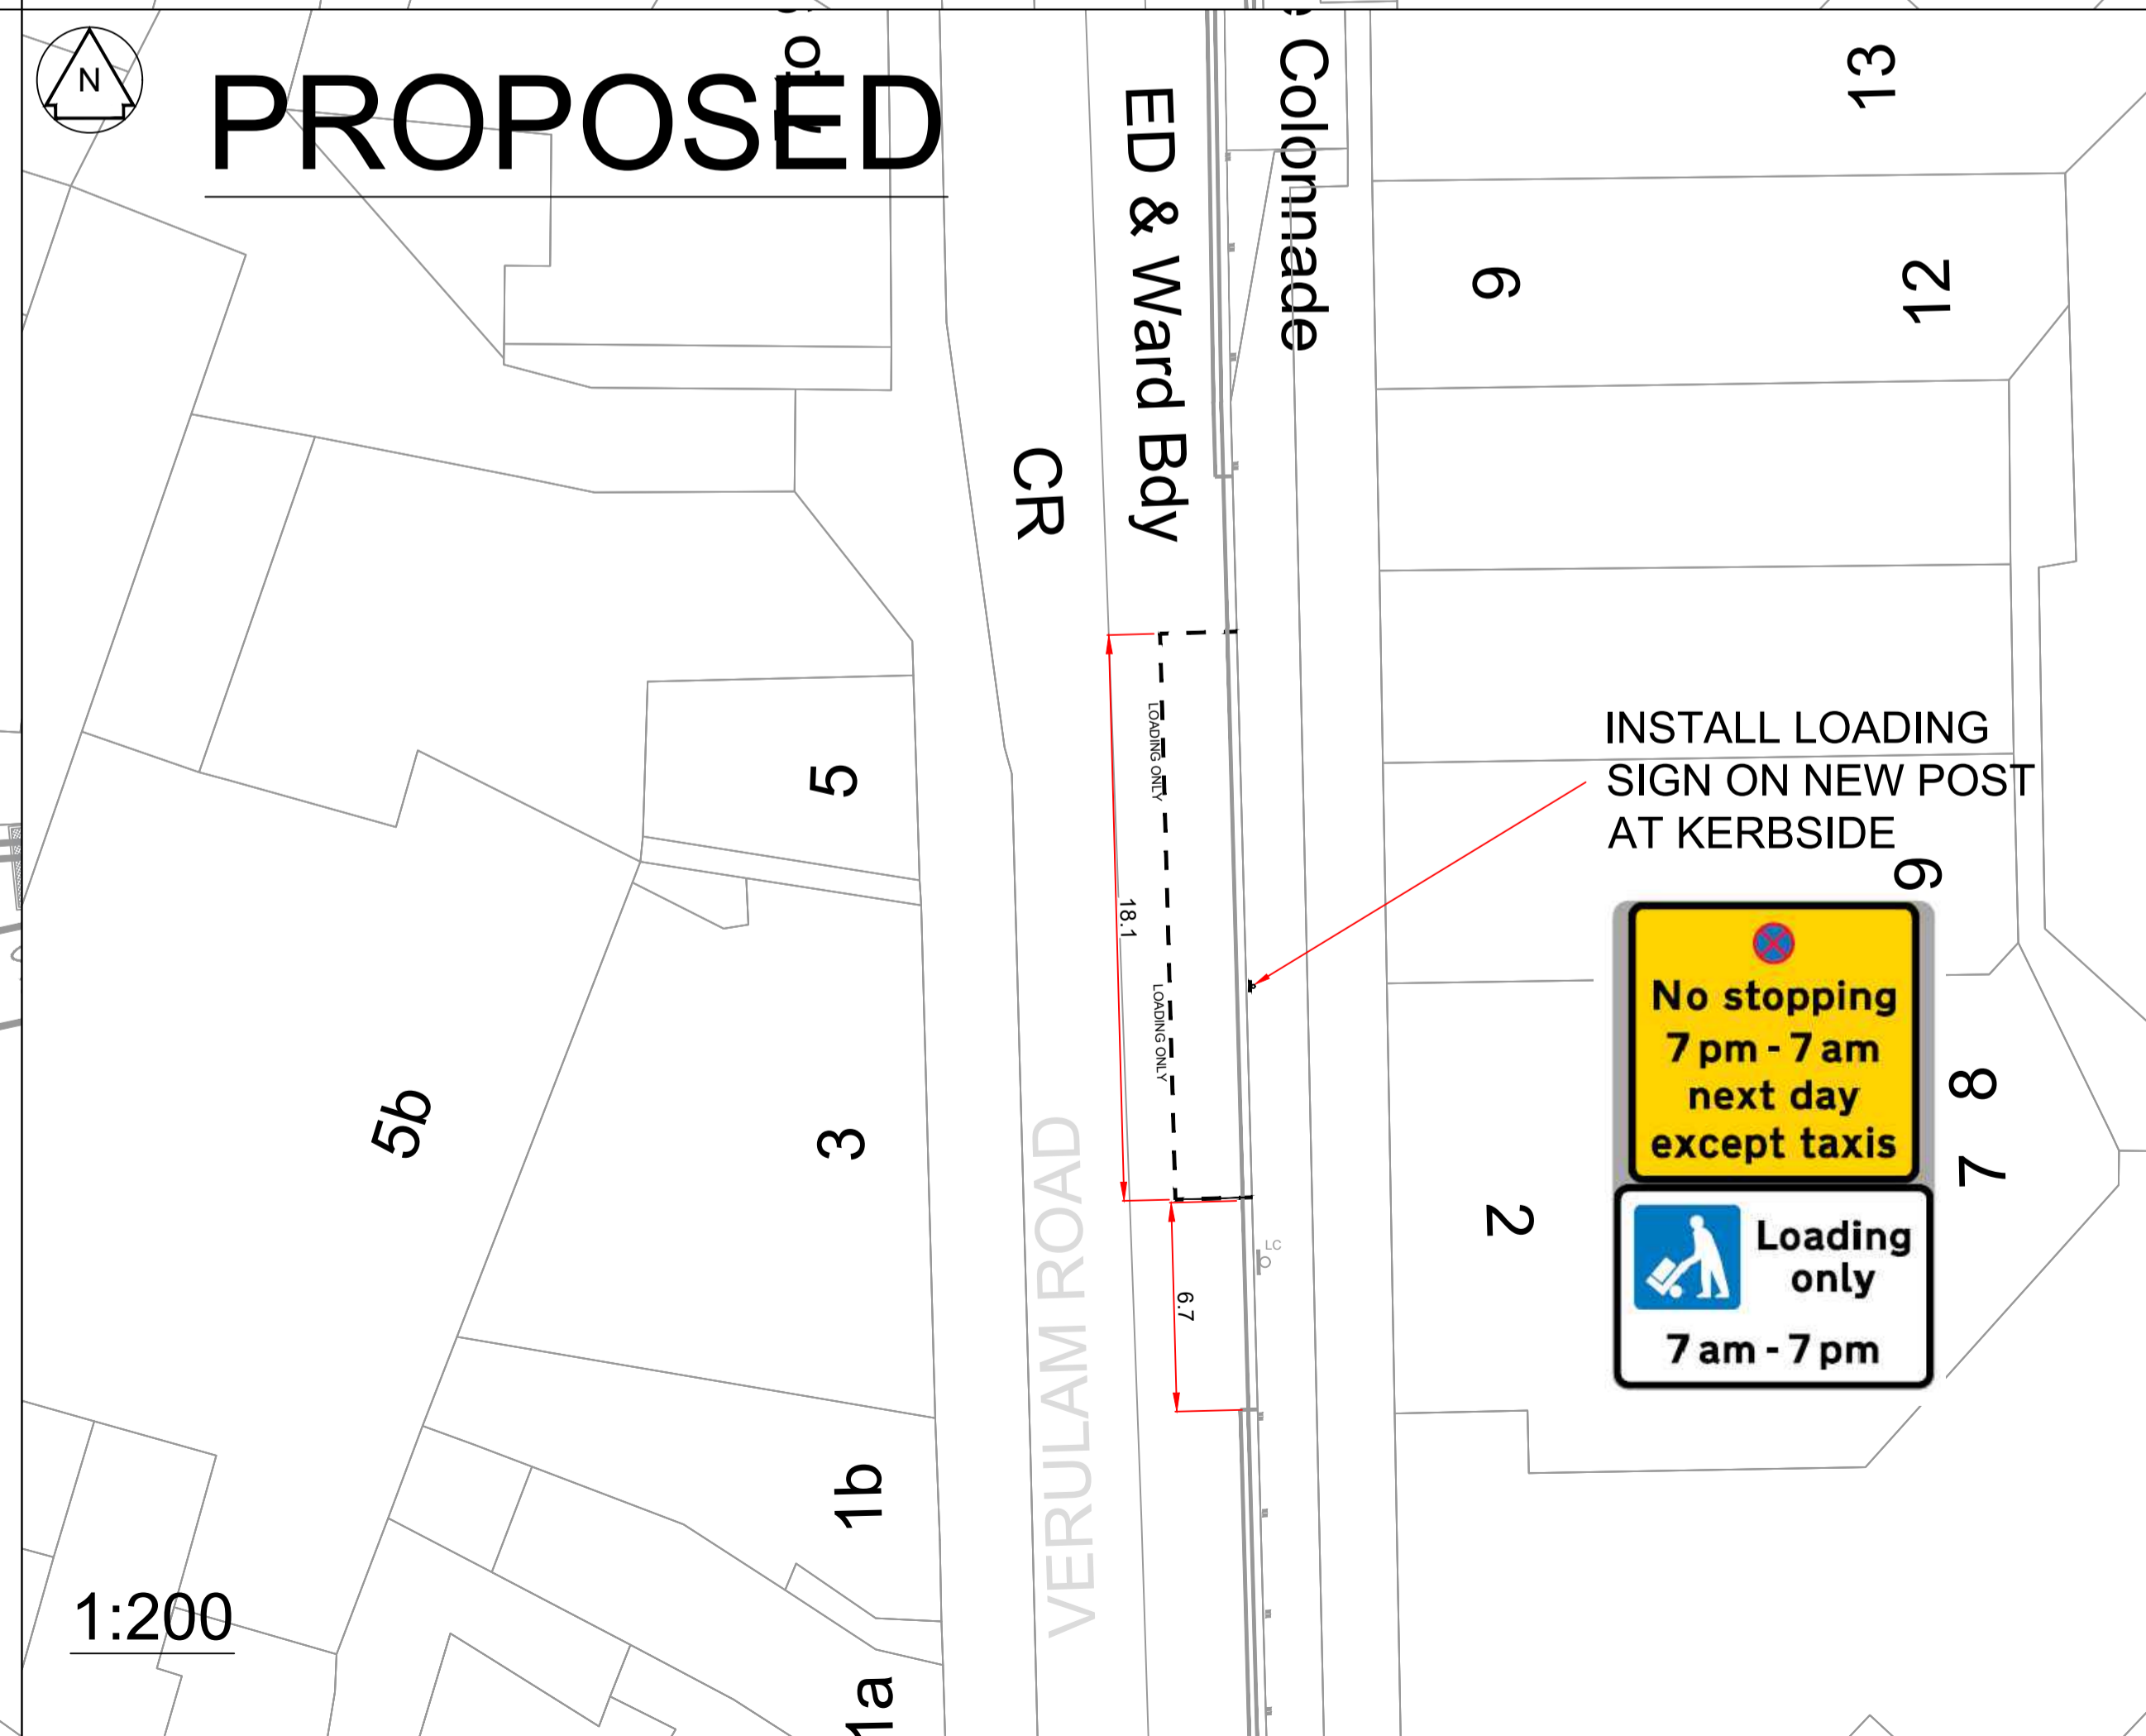 N
PROPOSED
to
ED & Ward Bdy
Colonnade
13
12
9
CR
INSTALL LOADING
SIGN ON NEW POST
AT KERBSIDE
LOADING ONLY
5
18.1
LOADING ONLY
9
No stopping
7 pm - 7 am
next day
except taxis
Loading
only
7 am - 7 pm
8
7
2
5b
3
VERULAM ROAD
LC
6.7
1b
1:200
1a